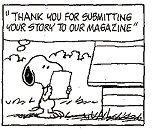 "THANK YOU FOR SUBMITTING
YOUR STORY TO OUR MAGAZINE"